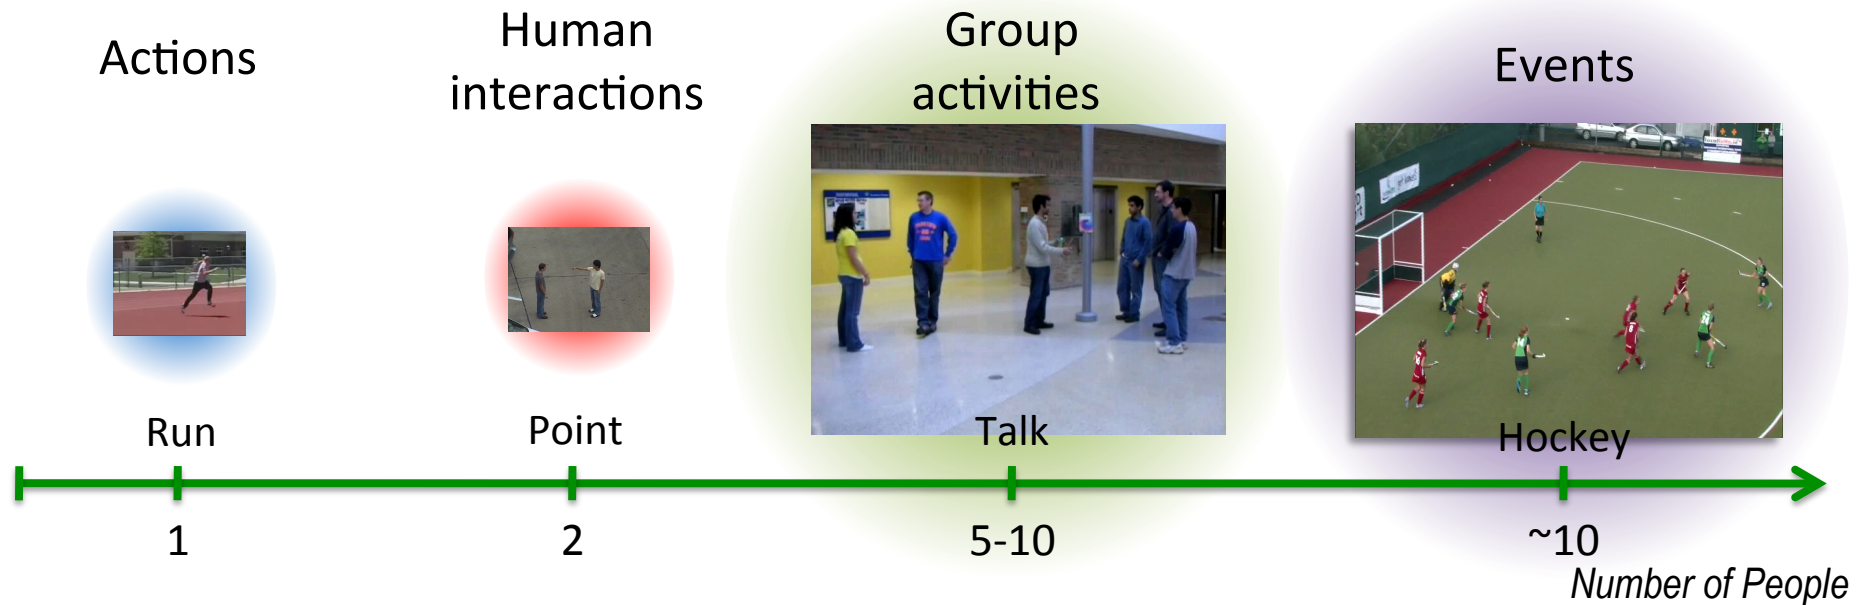 Actions
Human
interactions
Group
activities
Events
Run
Point
Talk
Hockey
1
2
5-10
~10
Number of People